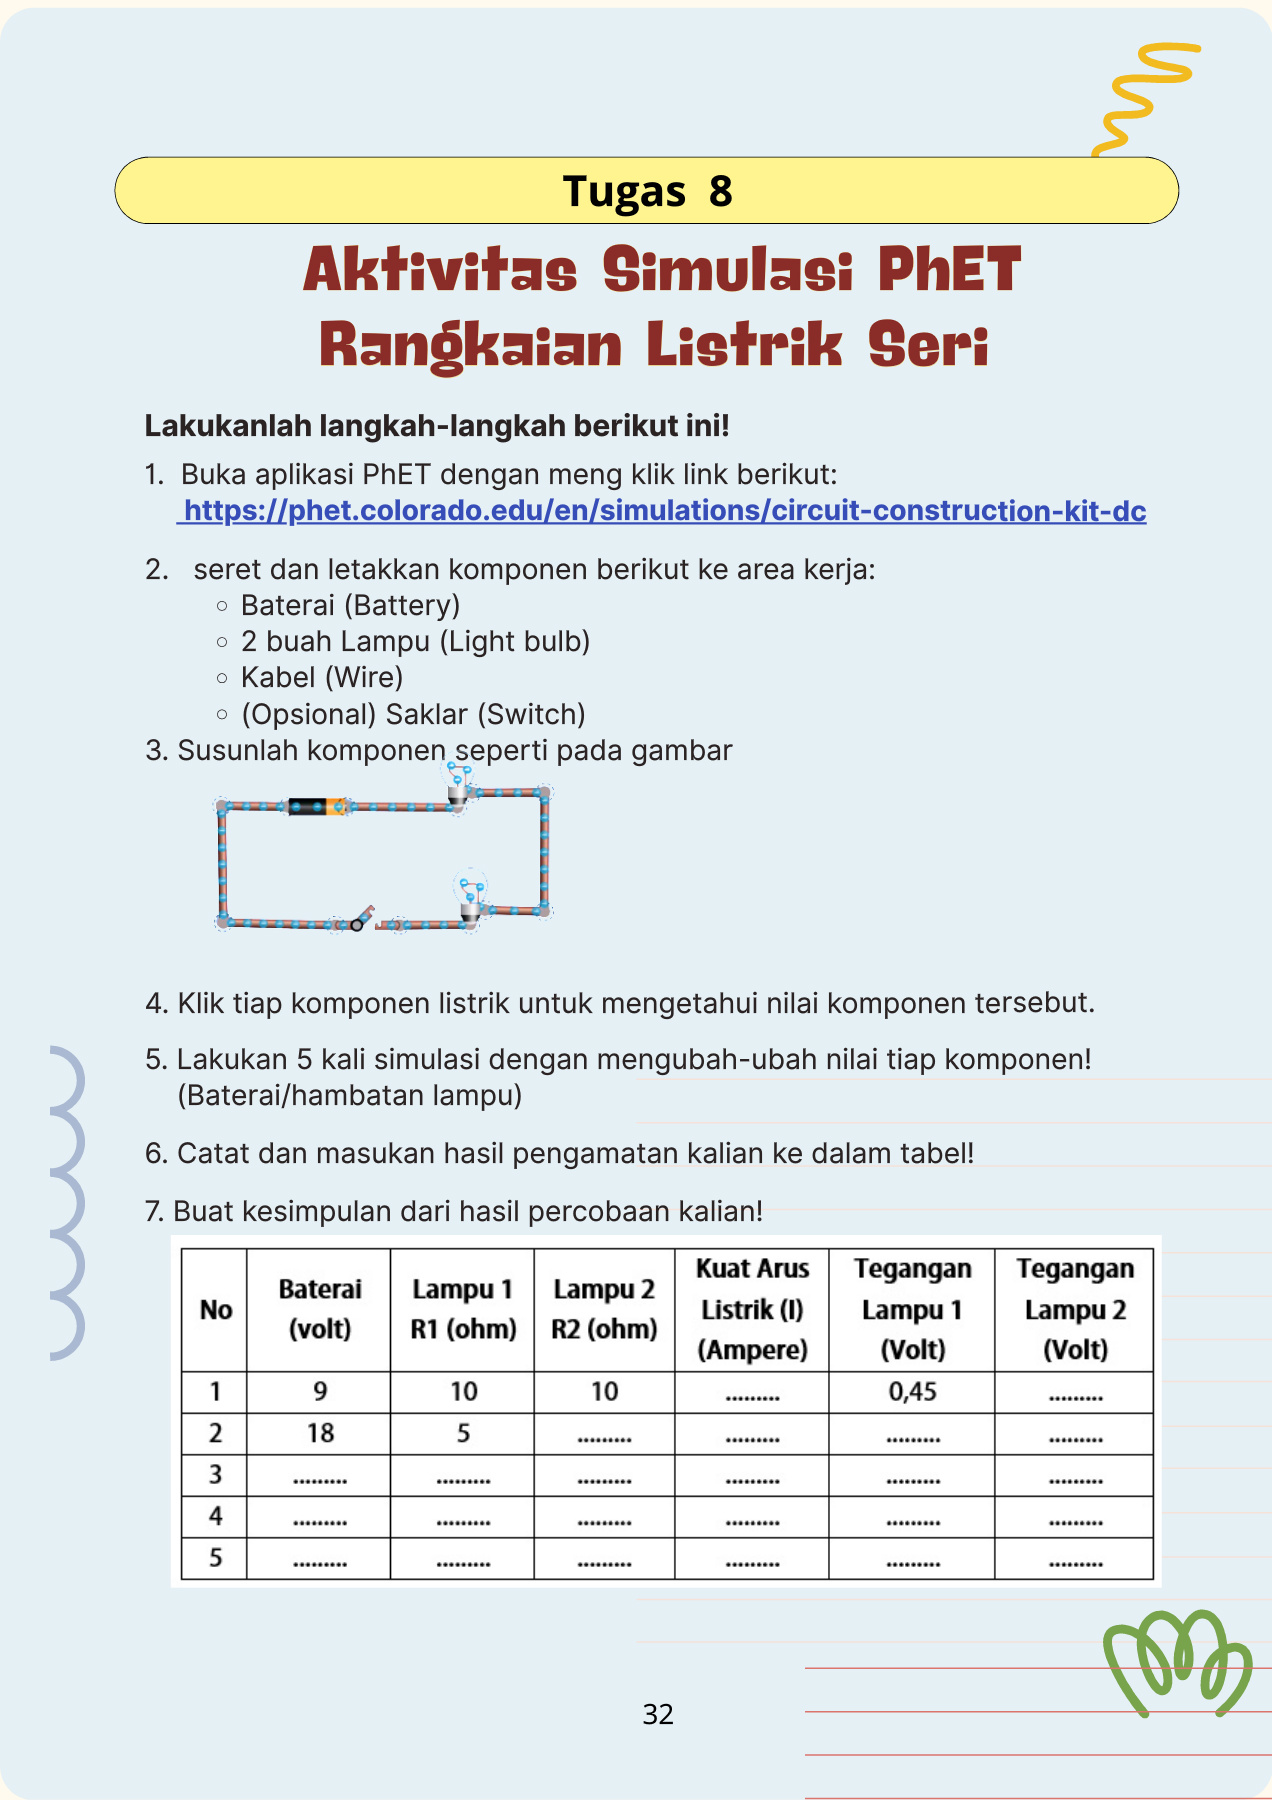 Tugas 8
Aktivitas Simulasi PhET
Rangkaian Listrik Seri
Lakukanlah langkah-langkah berikut ini!
1. Buka aplikasi PhET dengan meng klik link berikut:
https://phet.colorado.edu/en/simulations/circuit-construction-kit-dc
2. seret dan letakkan komponen berikut ke area kerja:
○ Baterai (Battery)
○ 2 buah Lampu (Light bulb)
○ Kabel (Wire)
○ (Opsional) Saklar (Switch)
3. Susunlah komponen seperti pada gambar
4. Klik tiap komponen listrik untuk mengetahui nilai komponen tersebut.
5. Lakukan 5 kali simulasi dengan mengubah-ubah nilai tiap komponen!
(Baterai/hambatan lampu)
6. Catat dan masukan hasil pengamatan kalian ke dalam tabel!
7. Buat kesimpulan dari hasil percobaan kalian!
No Baterai (volt) Lampu 1 R1 (ohm) Lampu 2 R2 (ohm) Kuat Arus Listrik (I) (Ampere) Tegangan Lampu 1 (Volt) Tegangan Lampu 2 (Volt)
1 9 10 10 ......... 0,45 .........
2 18 5 ......... ......... ......... .........
3 ......... ......... ......... ......... ......... .........
4 ......... ......... ......... ......... ......... .........
5 ......... ......... ......... ......... ......... .........
32